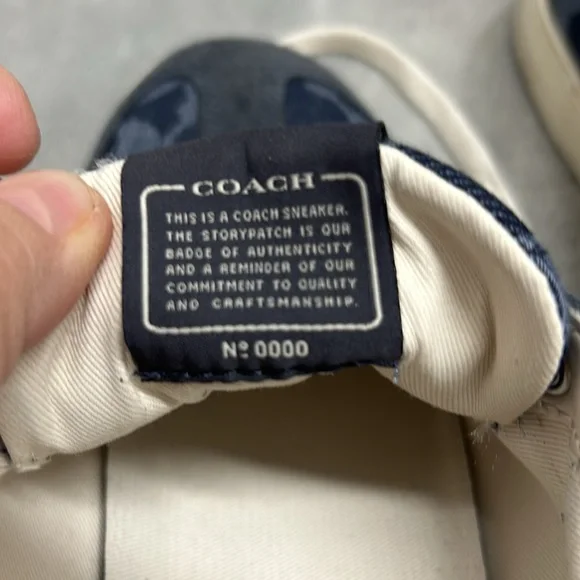 COACH
THIS IS A COACH SNEAKER.
THE STORYPATCH IS OUR
BADGE OF AUTHENTICITY
AND A REMINDER OF OUR
COMMITMENT TO QUALITY
AND CRAFTSMANSHIP.
Nº 0000